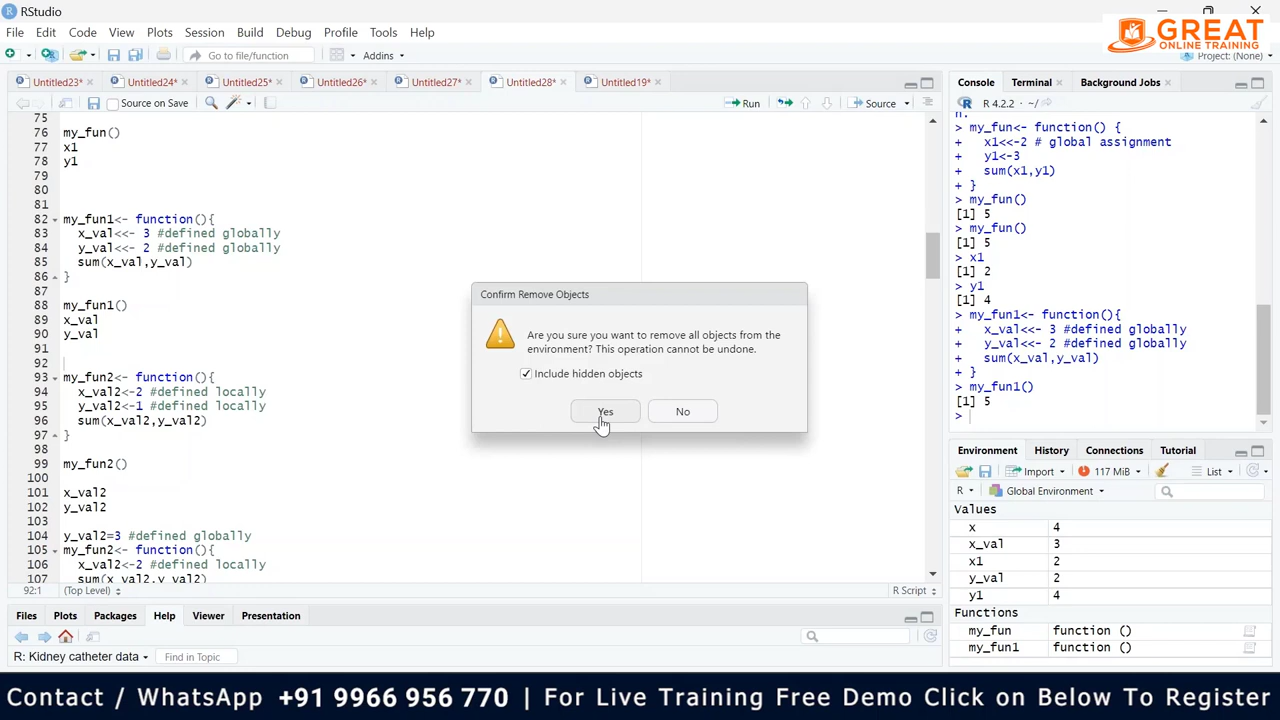 RStudio
File Edit Code View Plots Session Build Debug Profile Tools Help
GREAT
ONLINE TRAINING
Go to file/function
Addins
Project: (None)
Untitled23*
Untitled24*
Untitled25*
Untitled26*
Untitled27*
Untitled28*
Untitled19*
Source on Save
Run
Source
75
76 my_fun()
77 x1
78 y1
79
80
81
82 my_fun1<- function(){
83 x_val<<- 3 #defined globally
84 y_val<<- 2 #defined globally
85 sum(x_val,y_val)
86 }
87
88 my_fun1()
89 x_val
90 y_val
91
92
93 my_fun2<- function(){
94 x_val2<-2 #defined locally
95 y_val2<-1 #defined locally
96 sum(x_val2,y_val2)
97 }
98
99 my_fun2()
100
101 x_val2
102 y_val2
103
104 y_val2=3 #defined globally
105 my_fun2<- function(){
106 x_val2<-2 #defined locally
107 sum(x_val2,y_val2)
92:1 (Top Level) R Script
Confirm Remove Objects
Are you sure you want to remove all objects from the
environment? This operation cannot be undone.
Include hidden objects
Yes No
Console Terminal Background Jobs
R 4.2.2 · ~/
n.
> my_fun<- function() {
+ x1<<-2 # global assignment
+ y1<-3
+ sum(x1,y1)
+ }
> my_fun()
[1] 5
> my_fun()
[1] 5
> x1
[1] 2
> y1
[1] 4
> my_fun1<- function(){
+ x_val<<- 3 #defined globally
+ y_val<<- 2 #defined globally
+ sum(x_val,y_val)
+ }
> my_fun1()
[1] 5
>
Environment History Connections Tutorial
Import 117 MiB List
R Global Environment
Values
x 4
x_val 3
x1 2
y_val 2
y1 4
Functions
my_fun function ()
my_fun1 function ()
Files Plots Packages Help Viewer Presentation
R: Kidney catheter data Find in Topic
Contact / WhatsApp +91 9966 956 770 | For Live Training Free Demo Click on Below To Register